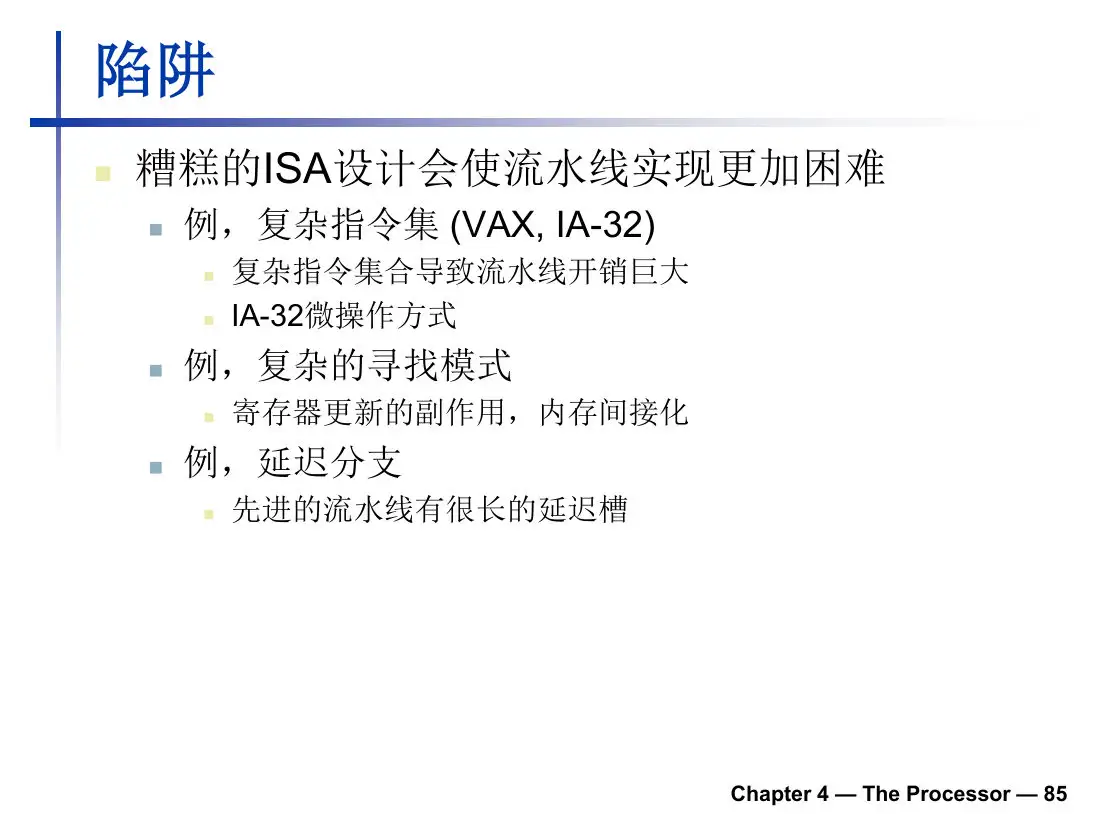 陷阱
糟糕的ISA设计会使流水线实现更加困难
例，复杂指令集 (VAX, IA-32)
复杂指令集合导致流水线开销巨大
IA-32微操作方式
例，复杂的寻找模式
寄存器更新的副作用，内存间接化
例，延迟分支
先进的流水线有很长的延迟槽
Chapter 4 — The Processor — 85